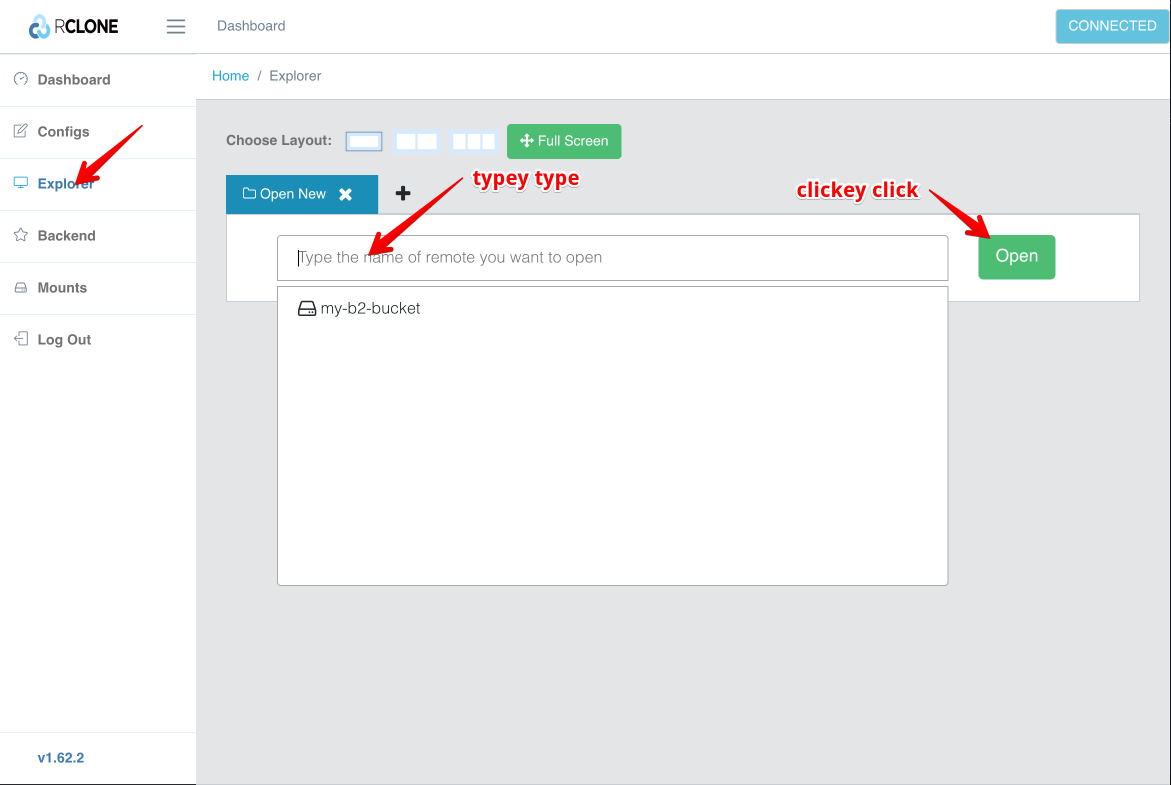 RCLONE
Dashboard
CONNECTED
Dashboard
Configs
Explorer
Backend
Mounts
Log Out
v1.62.2
Home / Explorer
Choose Layout:
Full Screen
Open New
typey type
clickey click
Type the name of remote you want to open
Open
my-b2-bucket